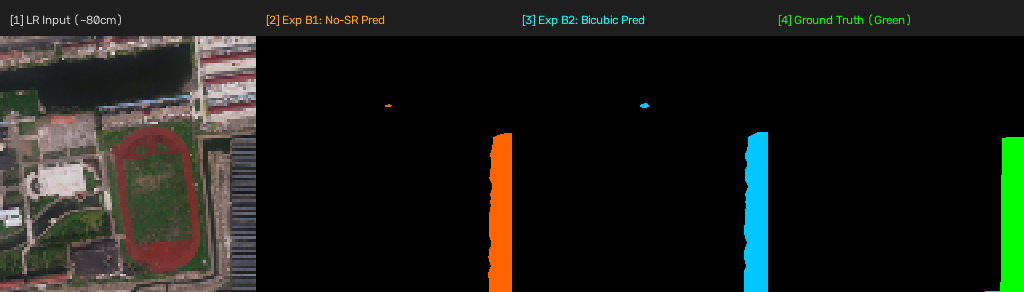 [1] LR Input (~80cm)
[2] Exp B1: No-SR Pred
[3] Exp B2: Bicubic Pred
[4] Ground Truth (Green)